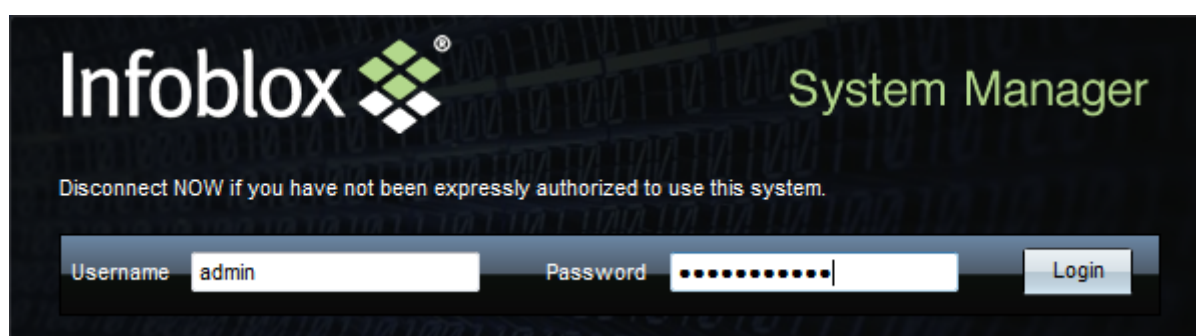 Infoblox®
System Manager
Disconnect NOW if you have not been expressly authorized to use this system.
Username admin Password ●●●●●●●●●●● Login